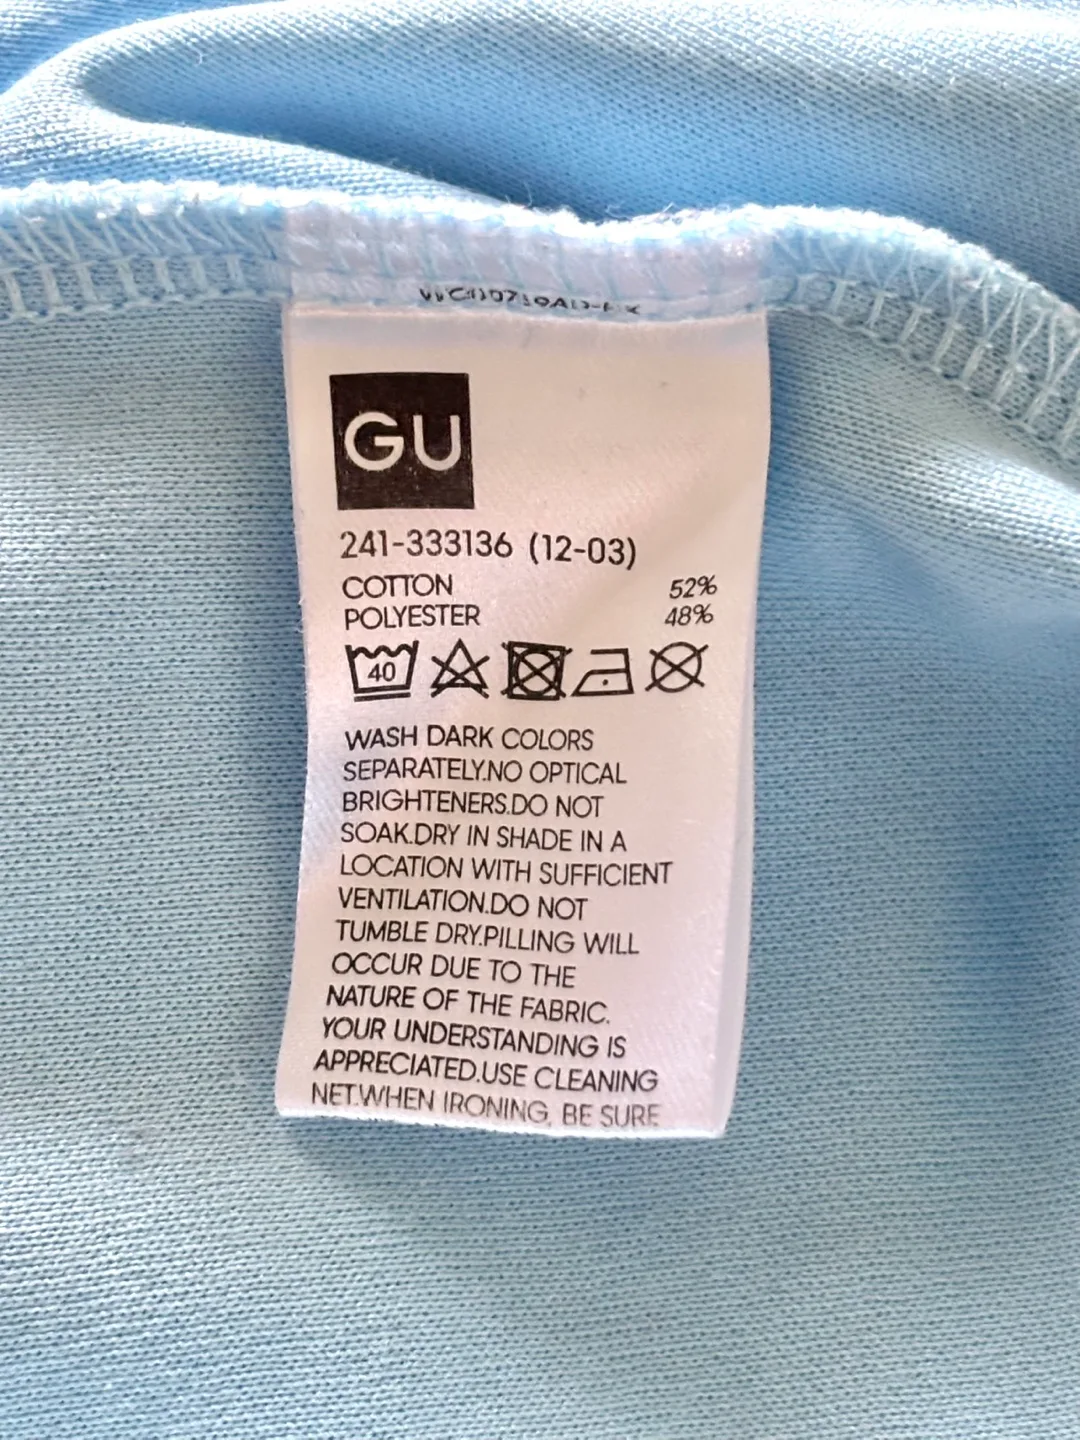 GU
241-333136 (12-03)
COTTON 52%
POLYESTER 48%
40
WASH DARK COLORS
SEPARATELY.NO OPTICAL
BRIGHTENERS.DO NOT
SOAK.DRY IN SHADE IN A
LOCATION WITH SUFFICIENT
VENTILATION.DO NOT
TUMBLE DRY.PILLING WILL
OCCUR DUE TO THE
NATURE OF THE FABRIC.
YOUR UNDERSTANDING IS
APPRECIATED.USE CLEANING
NET.WHEN IRONING, BE SURE